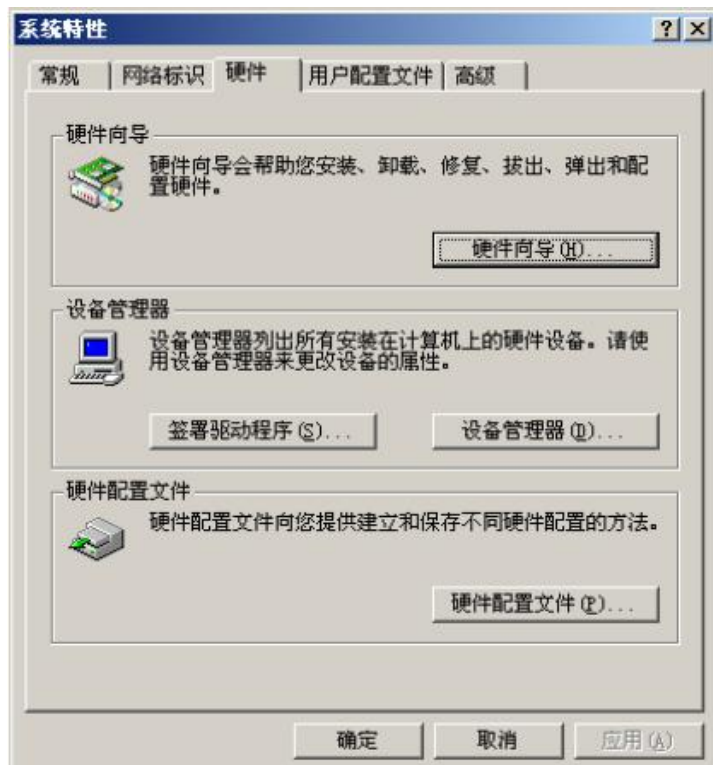 系统特性
常规 网络标识 硬件 用户配置文件 高级
硬件向导
硬件向导会帮助您安装、卸载、修复、拔出、弹出和配
置硬件。
硬件向导(H)...
设备管理器
设备管理器列出所有安装在计算机上的硬件设备。请使
用设备管理器来更改设备的属性。
签署驱动程序(S)... 设备管理器(D)...
硬件配置文件
硬件配置文件向您提供建立和保存不同硬件配置的方法。
硬件配置文件(P)...
确定 取消 应用(A)